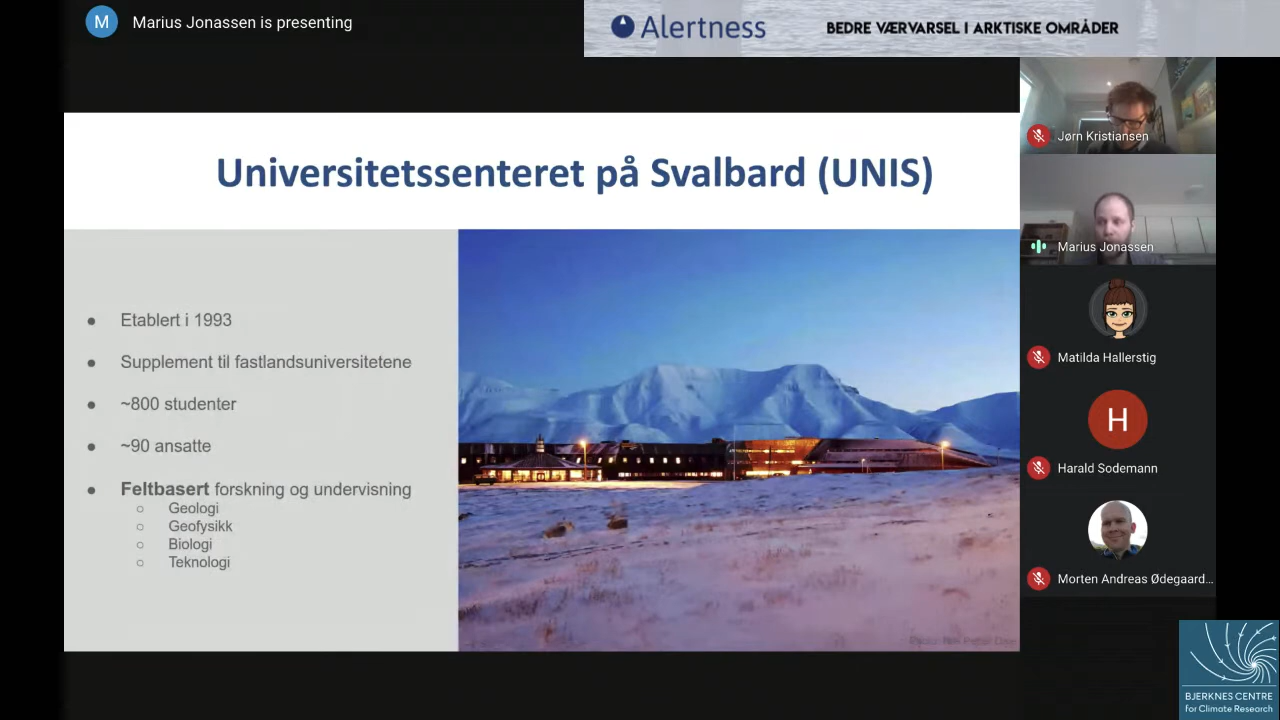 M
Marius Jonassen is presenting
Alertness
BEDRE VÆRVARSEL I ARKTISKE OMRÅDER
Universitetssenteret på Svalbard (UNIS)
Etablert i 1993
Supplement til fastlandsuniversitetene
~800 studenter
~90 ansatte
Feltbasert forskning og undervisning
Geologi
Geofysikk
Biologi
Teknologi
Jørn Kristiansen
Marius Jonassen
Matilda Hallerstig
H
Harald Sodemann
Morten Andreas Ødegaard...
BJERKNES CENTRE
for Climate Research